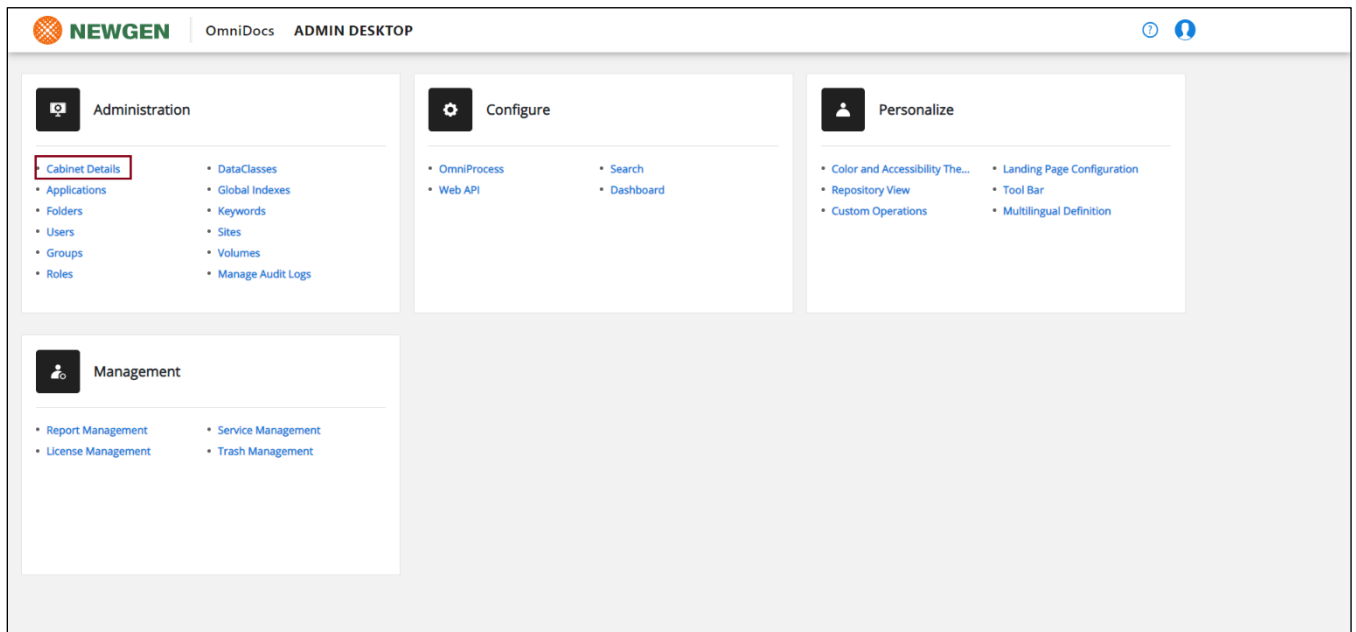 NEWGEN OmniDocs ADMIN DESKTOP ?
Administration
Cabinet Details
Applications
Folders
Users
Groups
Roles
DataClasses
Global Indexes
Keywords
Sites
Volumes
Manage Audit Logs
Configure
OmniProcess
Web API
Search
Dashboard
Personalize
Color and Accessibility The...
Repository View
Custom Operations
Landing Page Configuration
Tool Bar
Multilingual Definition
Management
Report Management
License Management
Service Management
Trash Management